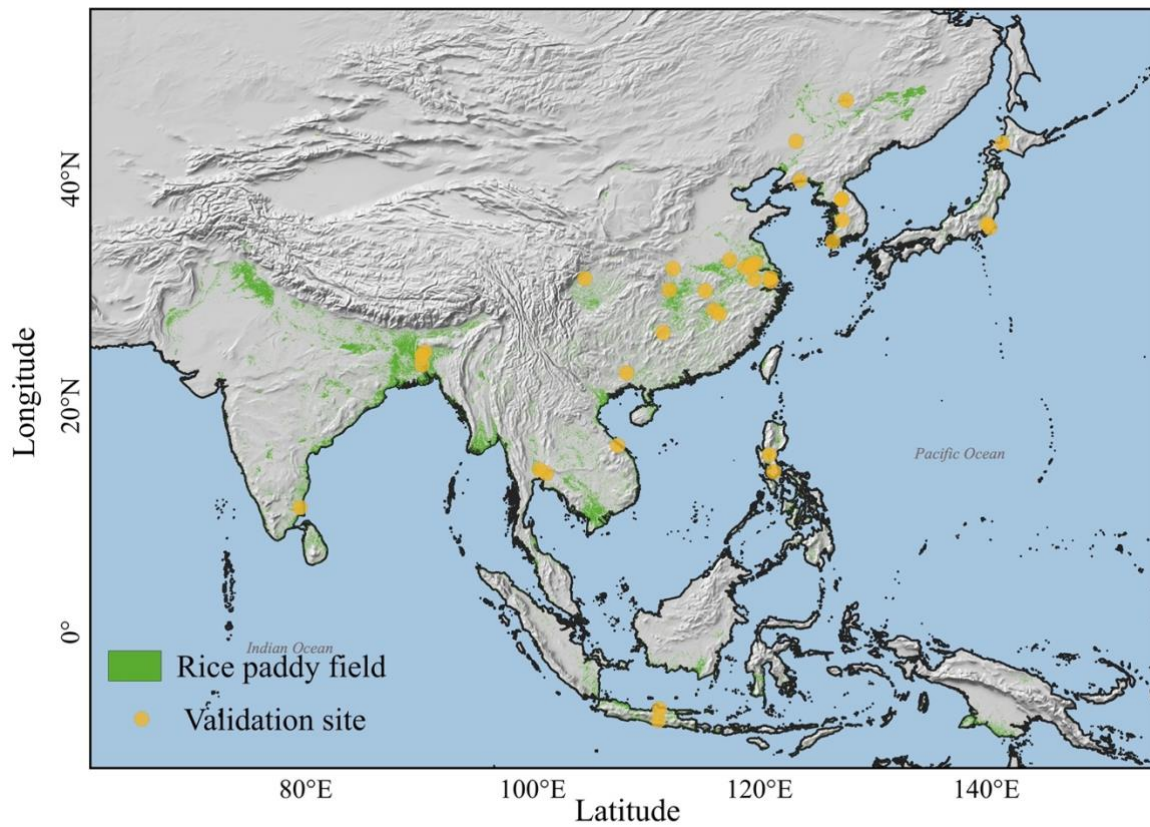 40°N
Longitude
20°N
Pacific Ocean
0°
Indian Ocean
Rice paddy field
Validation site
80°E 100°E 120°E 140°E
Latitude